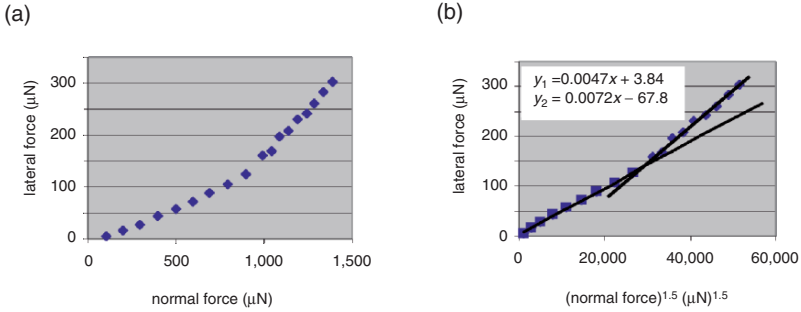 (a)
300
200
100
0
lateral force (µN)
0 500 1,000 1,500
normal force (µN)
(b)
y₁ =0.0047x + 3.84
y₂ = 0.0072x – 67.8
300
200
100
0
lateral force (µN)
0 20,000 40,000 60,000
(normal force)¹·⁵ (µN)¹·⁵